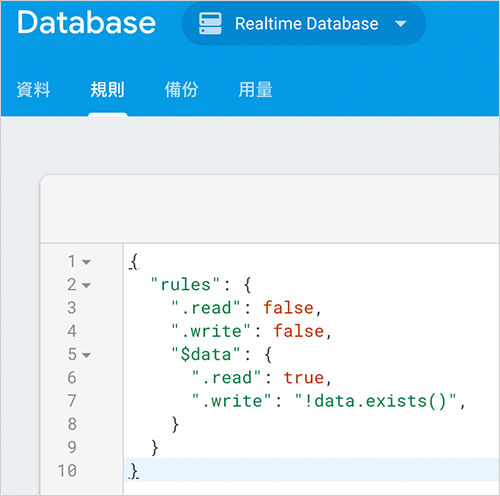 Database Realtime Database
資料 規則 備份 用量
1 {
2 "rules": {
3 ".read": false,
4 ".write": false,
5 "$data": {
6 ".read": true,
7 ".write": "!data.exists()",
8 }
9 }
10 }